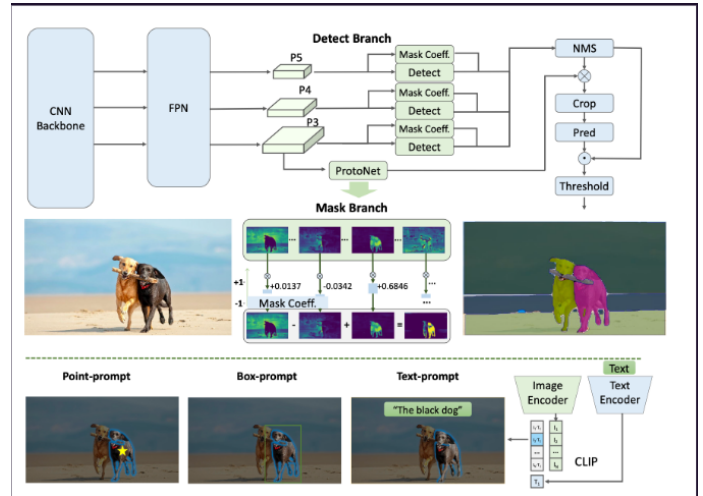 Detect Branch
CNN
Backbone
FPN
P5
P4
P3
Mask Coeff.
Detect
Mask Coeff.
Detect
Mask Coeff.
Detect
ProtoNet
NMS
Crop
Pred
Threshold
Mask Branch
+1
-1
+0.0137
-0.0342
+0.6846
...
Mask Coeff.
- + =
Point-prompt
Box-prompt
Text-prompt
"The black dog"
Text
Image
Encoder
Text
Encoder
CLIP